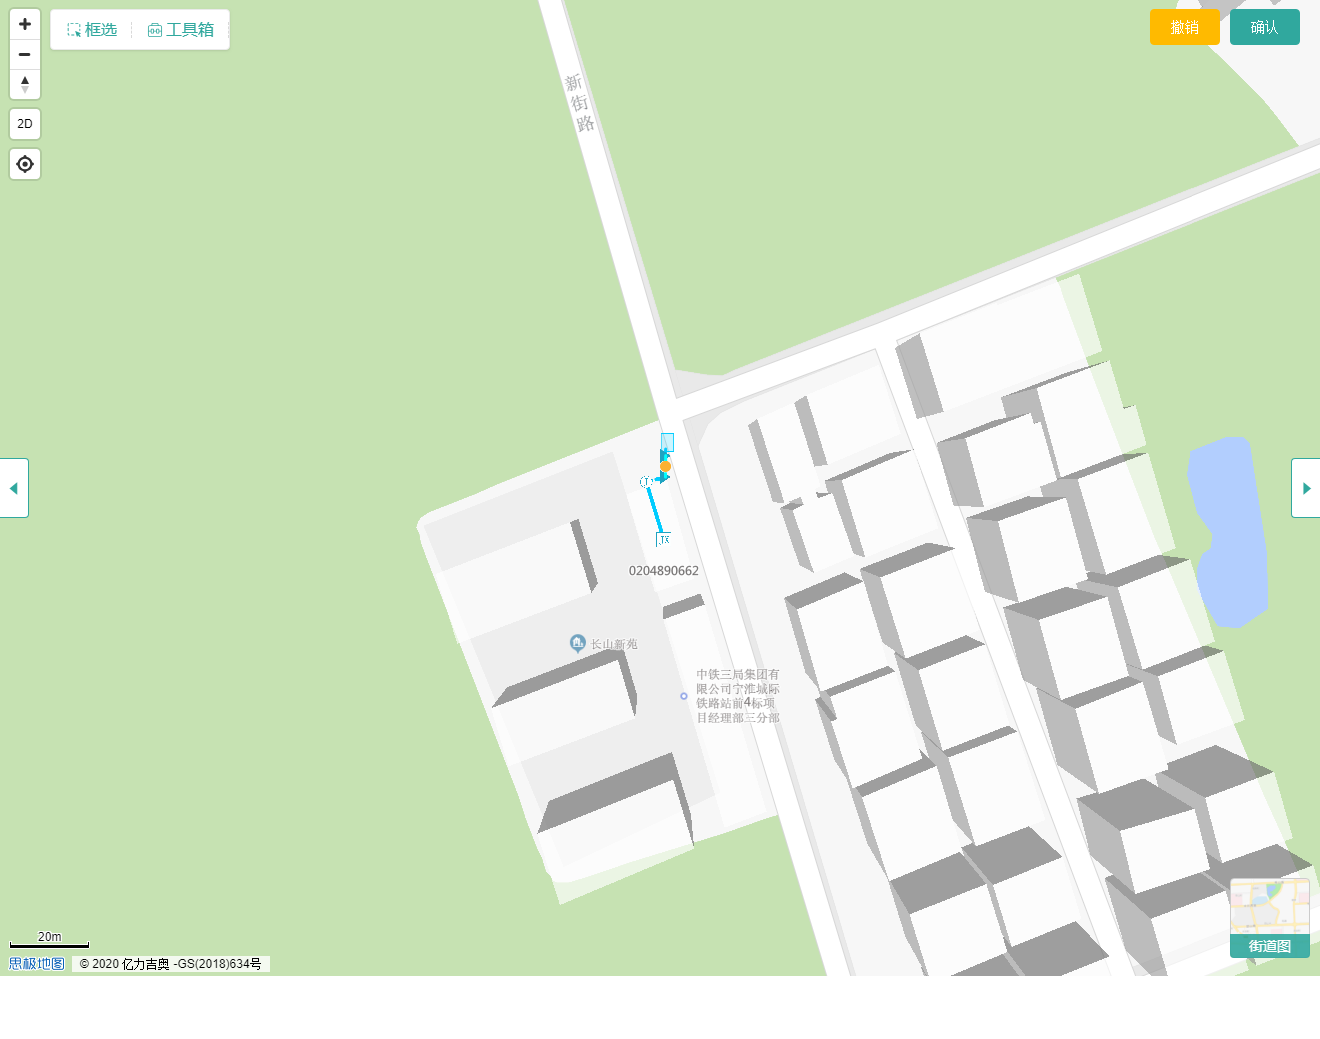 框选
工具箱
撤销
确认
2D
新
街
路
JX
0204890662
长山新苑
中铁三局集团有
限公司宁淮城际
铁路站前4标项
目经理部三分部
20m
思极地图
© 2020 亿力吉奥 -GS(2018)634号
街道图